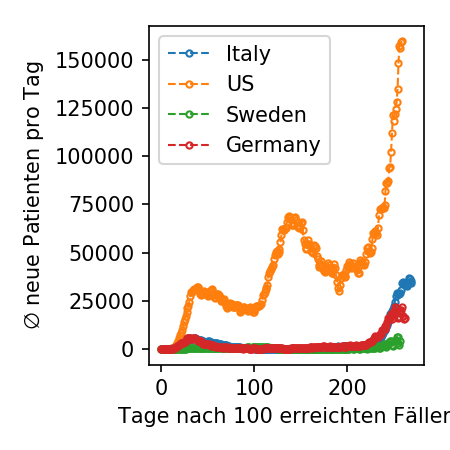 Italy
US
Sweden
Germany
150000
125000
100000
75000
50000
25000
0
∅ neue Patienten pro Tag
0 100 200
Tage nach 100 erreichten Fällen